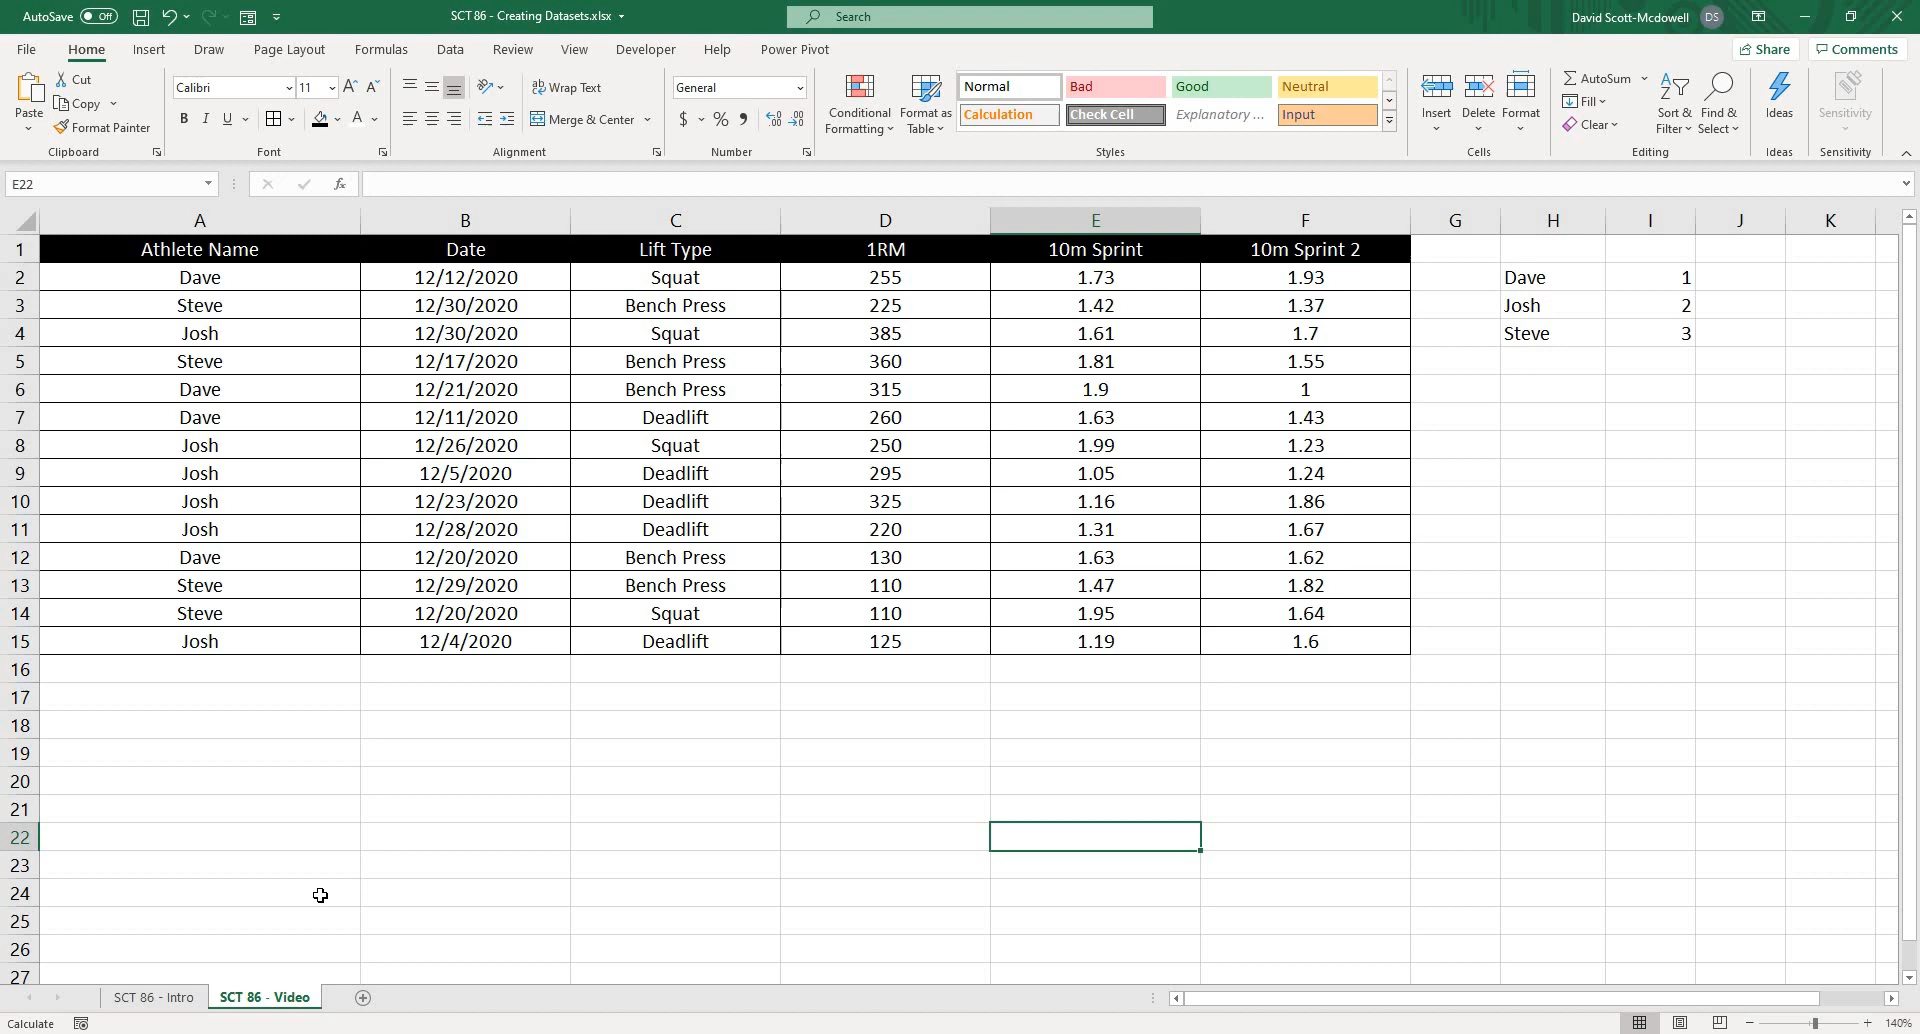 AutoSave Off SCT 86 - Creating Datasets.xlsx Search David Scott-Mcdowell DS
File Home Insert Draw Page Layout Formulas Data Review View Developer Help Power Pivot Share Comments
Paste Cut Copy Format Painter Clipboard
Calibri 11 A A B I U A Font
ab Wrap Text Merge & Center Alignment
General $ % Number
Conditional Formatting Format as Table
Normal Bad Good Neutral
Calculation Check Cell Explanatory ... Input
Styles
Insert Delete Format Cells
AutoSum Fill Clear Sort & Filter Find & Select Editing
Ideas Ideas
Sensitivity Sensitivity
E22 fx
A B C D E F G H I J K
1 Athlete Name Date Lift Type 1RM 10m Sprint 10m Sprint 2
2 Dave 12/12/2020 Squat 255 1.73 1.93 Dave 1
3 Steve 12/30/2020 Bench Press 225 1.42 1.37 Josh 2
4 Josh 12/30/2020 Squat 385 1.61 1.7 Steve 3
5 Steve 12/17/2020 Bench Press 360 1.81 1.55
6 Dave 12/21/2020 Bench Press 315 1.9 1
7 Dave 12/11/2020 Deadlift 260 1.63 1.43
8 Josh 12/26/2020 Squat 250 1.99 1.23
9 Josh 12/5/2020 Deadlift 295 1.05 1.24
10 Josh 12/23/2020 Deadlift 325 1.16 1.86
11 Josh 12/28/2020 Deadlift 220 1.31 1.67
12 Dave 12/20/2020 Bench Press 130 1.63 1.62
13 Steve 12/29/2020 Bench Press 110 1.47 1.82
14 Steve 12/20/2020 Squat 110 1.95 1.64
15 Josh 12/4/2020 Deadlift 125 1.19 1.6
16
17
18
19
20
21
22
23
24
25
26
27
SCT 86 - Intro SCT 86 - Video
Calculate 140%